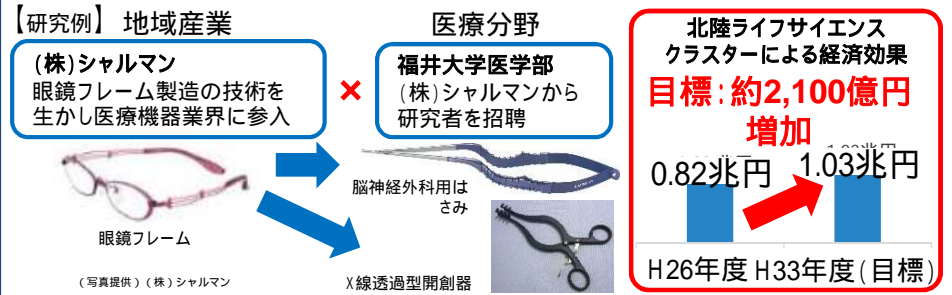 【研究例】 地域産業
医療分野
(株)シャルマン
眼鏡フレーム製造の技術を
生かし医療機器業界に参入
×
福井大学医学部
(株)シャルマンから
研究者を招聘
眼鏡フレーム
脳神経外科用は
さみ
(写真提供)(株)シャルマン
X線透過型開創器
北陸ライフサイエンス
クラスターによる経済効果
目標:約2,100億円
増加
0.82兆円
1.03兆円
H26年度
H33年度(目標)